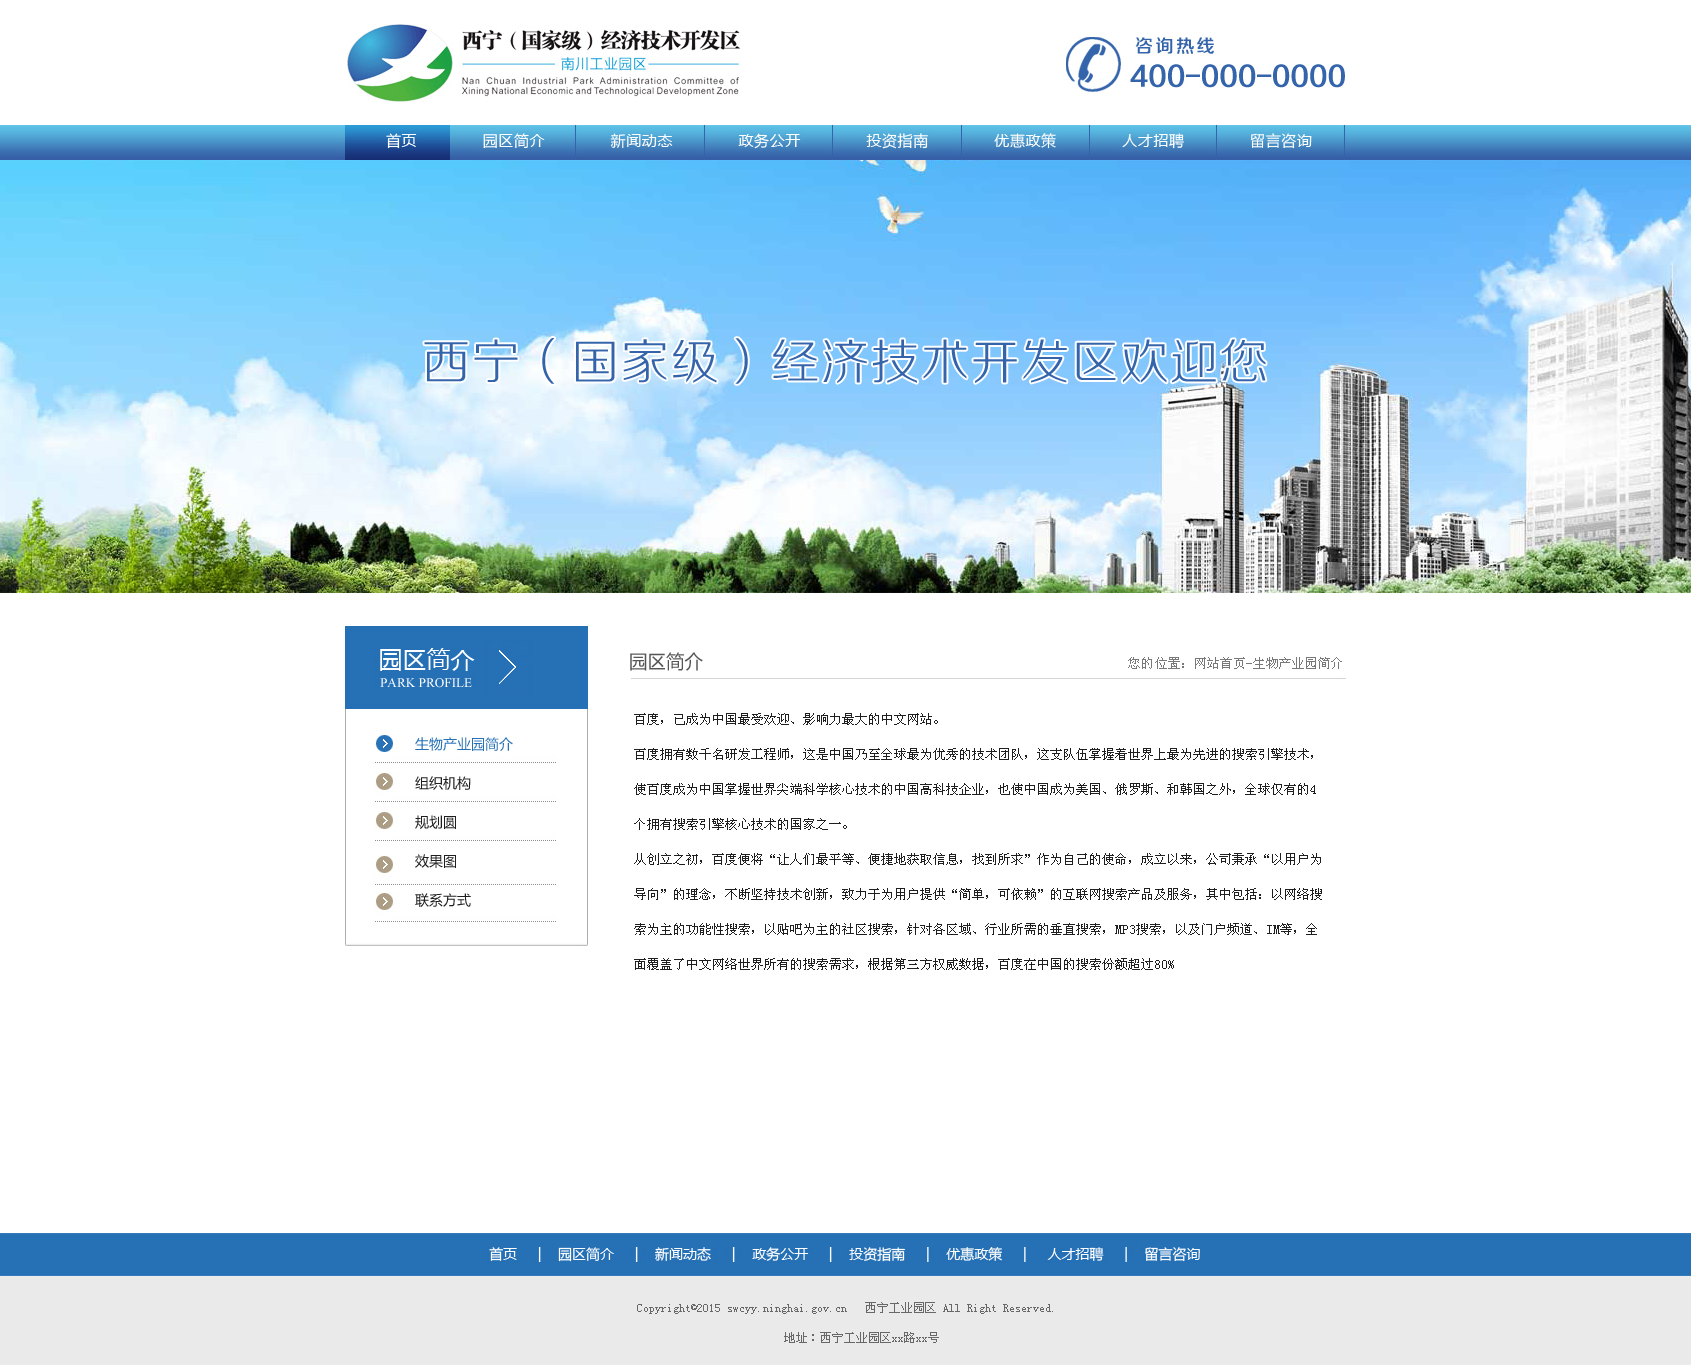 西宁（国家级）经济技术开发区
南川工业园区
Nan Chuan Industrial Park Administration Committee of
Xining National Economic and Technological Development Zone
咨询热线
400-000-0000
首页 园区简介 新闻动态 政务公开 投资指南 优惠政策 人才招聘 留言咨询
西宁（国家级）经济技术开发区欢迎您
园区简介
PARK PROFILE
生物产业园简介
组织机构
规划圆
效果图
联系方式
园区简介
您的位置：网站首页-生物产业园简介
百度，已成为中国最受欢迎、影响力最大的中文网站。
百度拥有数千名研发工程师，这是中国乃至全球最为优秀的技术团队，这支队伍掌握着世界上最为先进的搜索引擎技术，
使百度成为中国掌握世界尖端科学核心技术的中国高科技企业，也使中国成为美国、俄罗斯、和韩国之外，全球仅有的4
个拥有搜索引擎核心技术的国家之一。
从创立之初，百度便将“让人们最平等、便捷地获取信息，找到所求”作为自己的使命，成立以来，公司秉承“以用户为
导向”的理念，不断坚持技术创新，致力于为用户提供“简单，可依赖”的互联网搜索产品及服务，其中包括：以网络搜
索为主的功能性搜索，以贴吧为主的社区搜索，针对各区域、行业所需的垂直搜索，MP3搜索，以及门户频道、IM等，全
面覆盖了中文网络世界所有的搜索需求，根据第三方权威数据，百度在中国的搜索份额超过80%
首页 | 园区简介 | 新闻动态 | 政务公开 | 投资指南 | 优惠政策 | 人才招聘 | 留言咨询
Copyright©2015 swcyy.ninghai.gov.cn 西宁工业园区 All Right Reserved.
地址：西宁工业园区xx路xx号